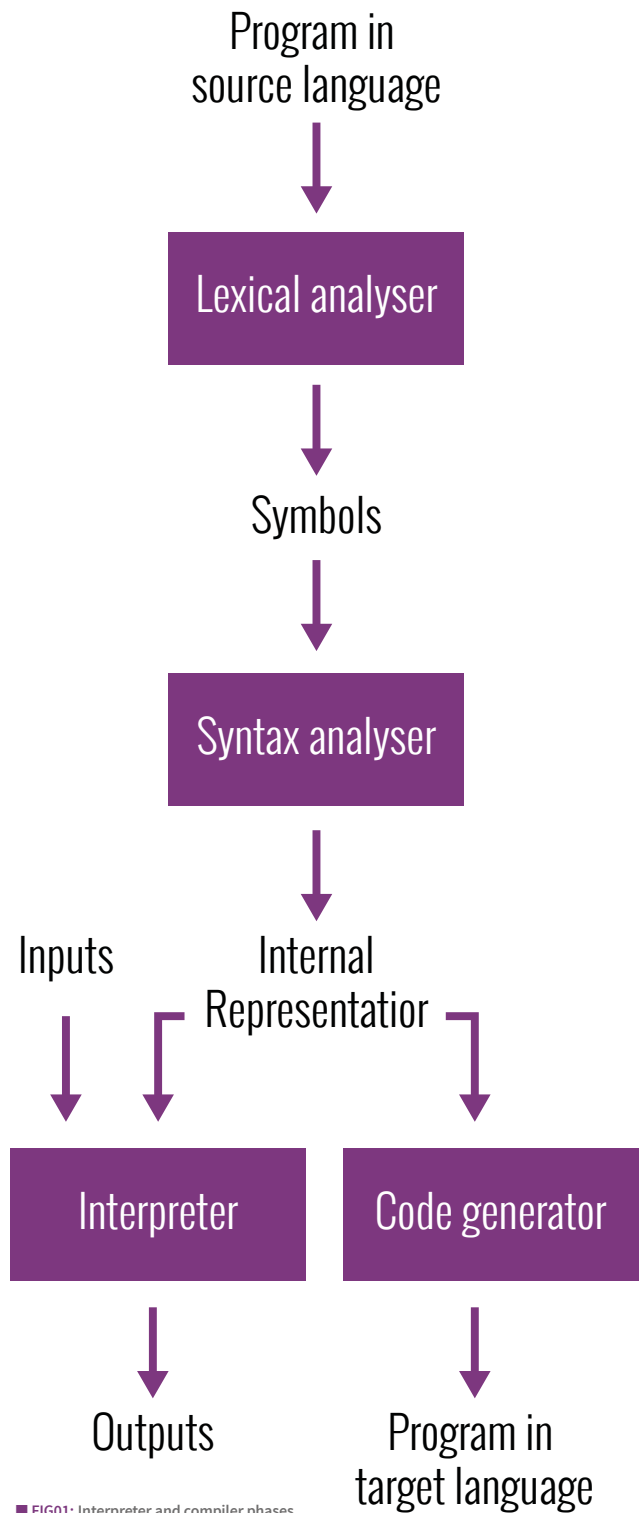 Program in
source language
Lexical analyser
Symbols
Syntax analyser
Inputs
Internal
Representatior
Interpreter
Code generator
Outputs
Program in
target language
FIG01: Interpreter and compiler phases